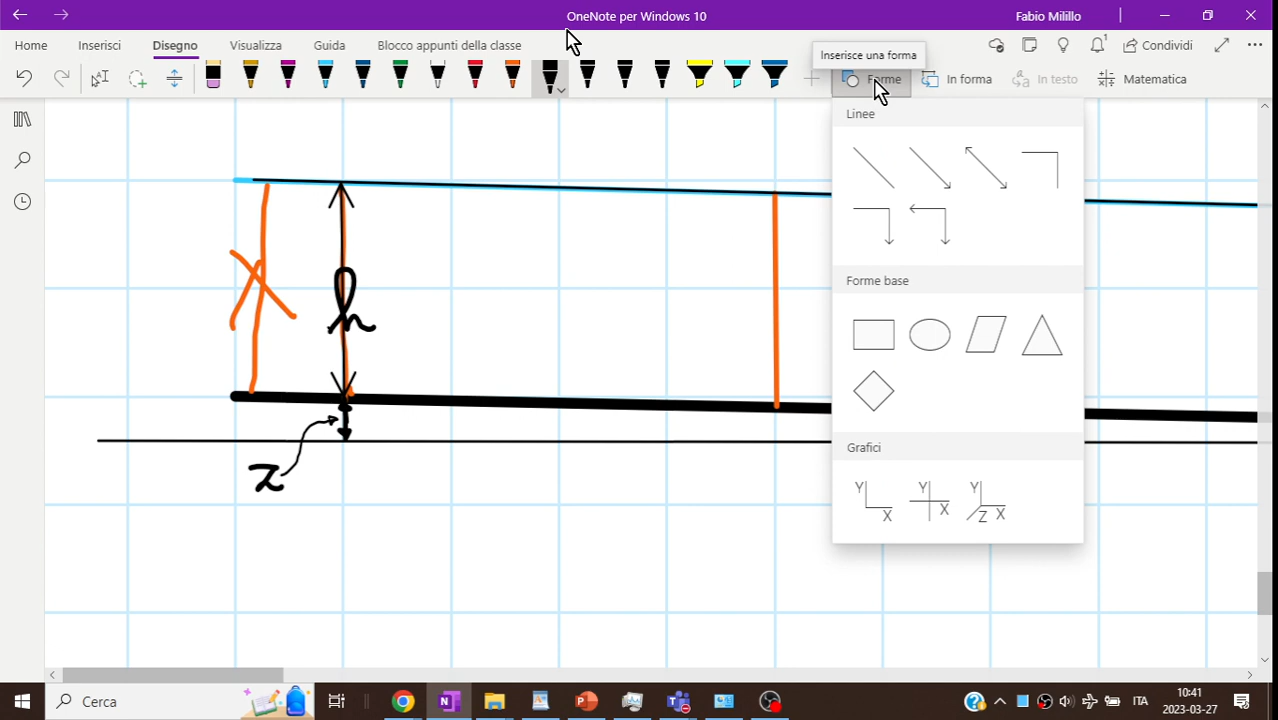 OneNote per Windows 10
Fabio Milillo
Home Inserisci Disegno Visualizza Guida Blocco appunti della classe
Condividi
Inserisce una forma
Forme In forma In testo Matematica
Linee
Forme base
Grafici
Y X Y X Y Z X
h
z
Cerca
ITA
10:41
2023-03-27